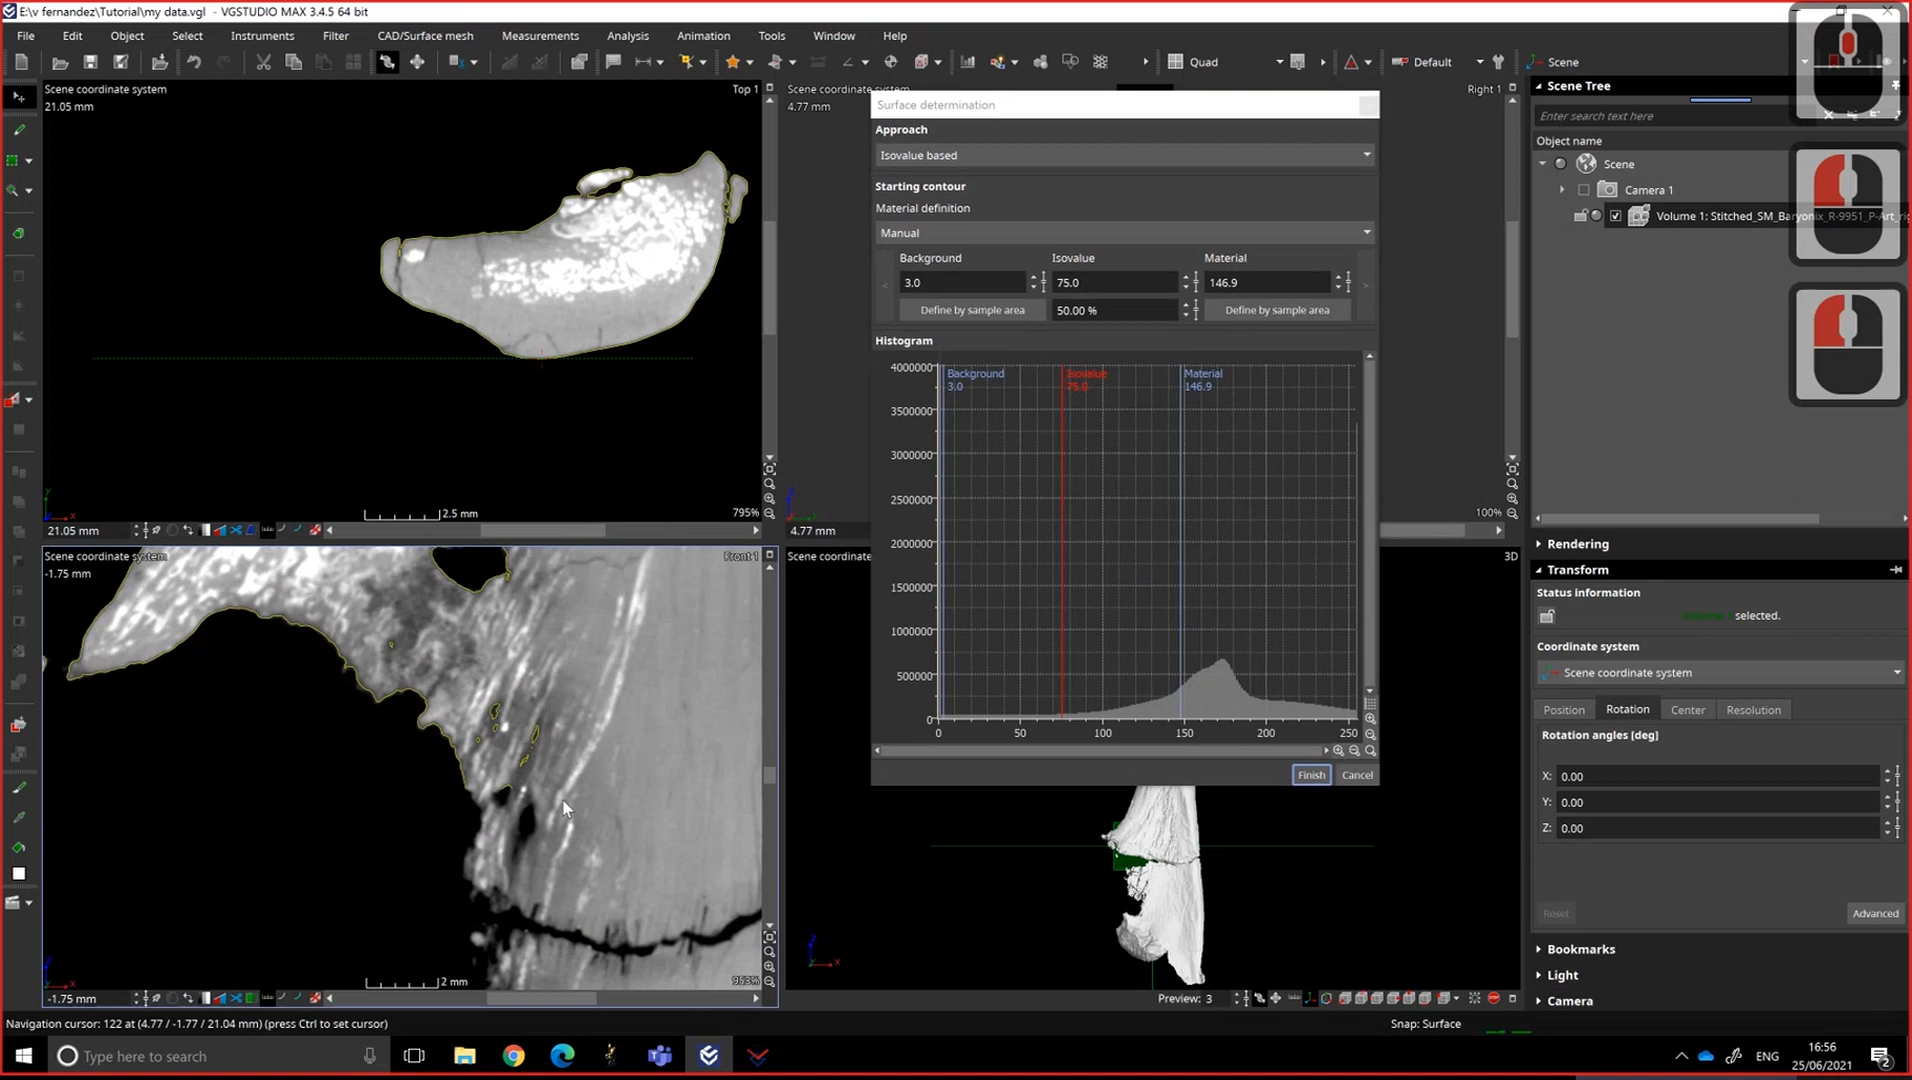 E:\v fernandez\Tutorial\my data.vgl - VGSTUDIO MAX 3.4.5 64 bit
File Edit Object Select Instruments Filter CAD/Surface mesh Measurements Analysis Animation Tools Window Help
Quad Default Scene
Scene coordinate system Top 1
21.05 mm
Scene coordinate system Right 1
4.77 mm
Surface determination
Approach
Isovalue based
Starting contour
Material definition
Manual
Background Isovalue Material
3.0 75.0 146.9
Define by sample area 50.00 % Define by sample area
Histogram
4000000
3500000
3000000
2500000
2000000
1500000
1000000
500000
0
Background
3.0
Isovalue
75.0
Material
146.9
0 50 100 150 200 250
Finish Cancel
2.5 mm 795%
21.05 mm
100%
4.77 mm
Scene coordinate system Front 1
-1.75 mm
2 mm 953%
-1.75 mm
Scene coordinate 3D
Preview: 3
Scene Tree
Enter search text here
Object name
Scene
Camera 1
Volume 1: Stitched_SM_Baryonix_R-9951_P-Art_ri
Rendering
Transform
Status information
selected.
Coordinate system
Scene coordinate system
Position Rotation Center Resolution
Rotation angles [deg]
X: 0.00
Y: 0.00
Z: 0.00
Reset Advanced
Bookmarks
Light
Camera
Navigation cursor: 122 at (4.77 / -1.77 / 21.04 mm) (press Ctrl to set cursor) Snap: Surface
Type here to search
ENG
16:56
25/06/2021
2